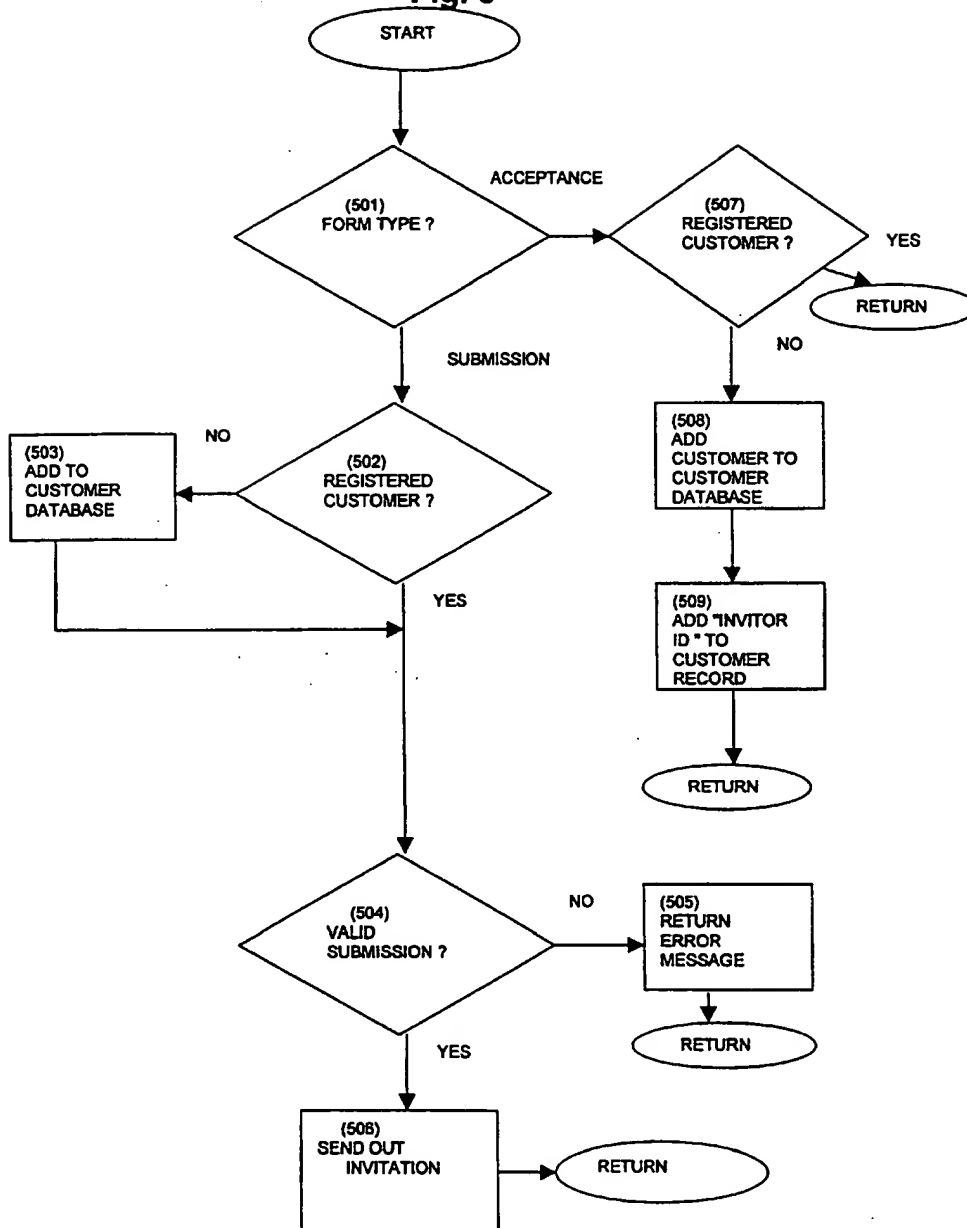 START
ACCEPTANCE
(501)
FORM TYPE ?
(507)
REGISTERED
CUSTOMER ?
YES
RETURN
NO
SUBMISSION
(508)
ADD
CUSTOMER TO
CUSTOMER
DATABASE
NO
(503)
ADD TO
CUSTOMER
DATABASE
(502)
REGISTERED
CUSTOMER ?
YES
(509)
ADD "INVITOR
ID " TO
CUSTOMER
RECORD
RETURN
(504)
VALID
SUBMISSION ?
NO
(505)
RETURN
ERROR
MESSAGE
RETURN
YES
(506)
SEND OUT
INVITATION
RETURN